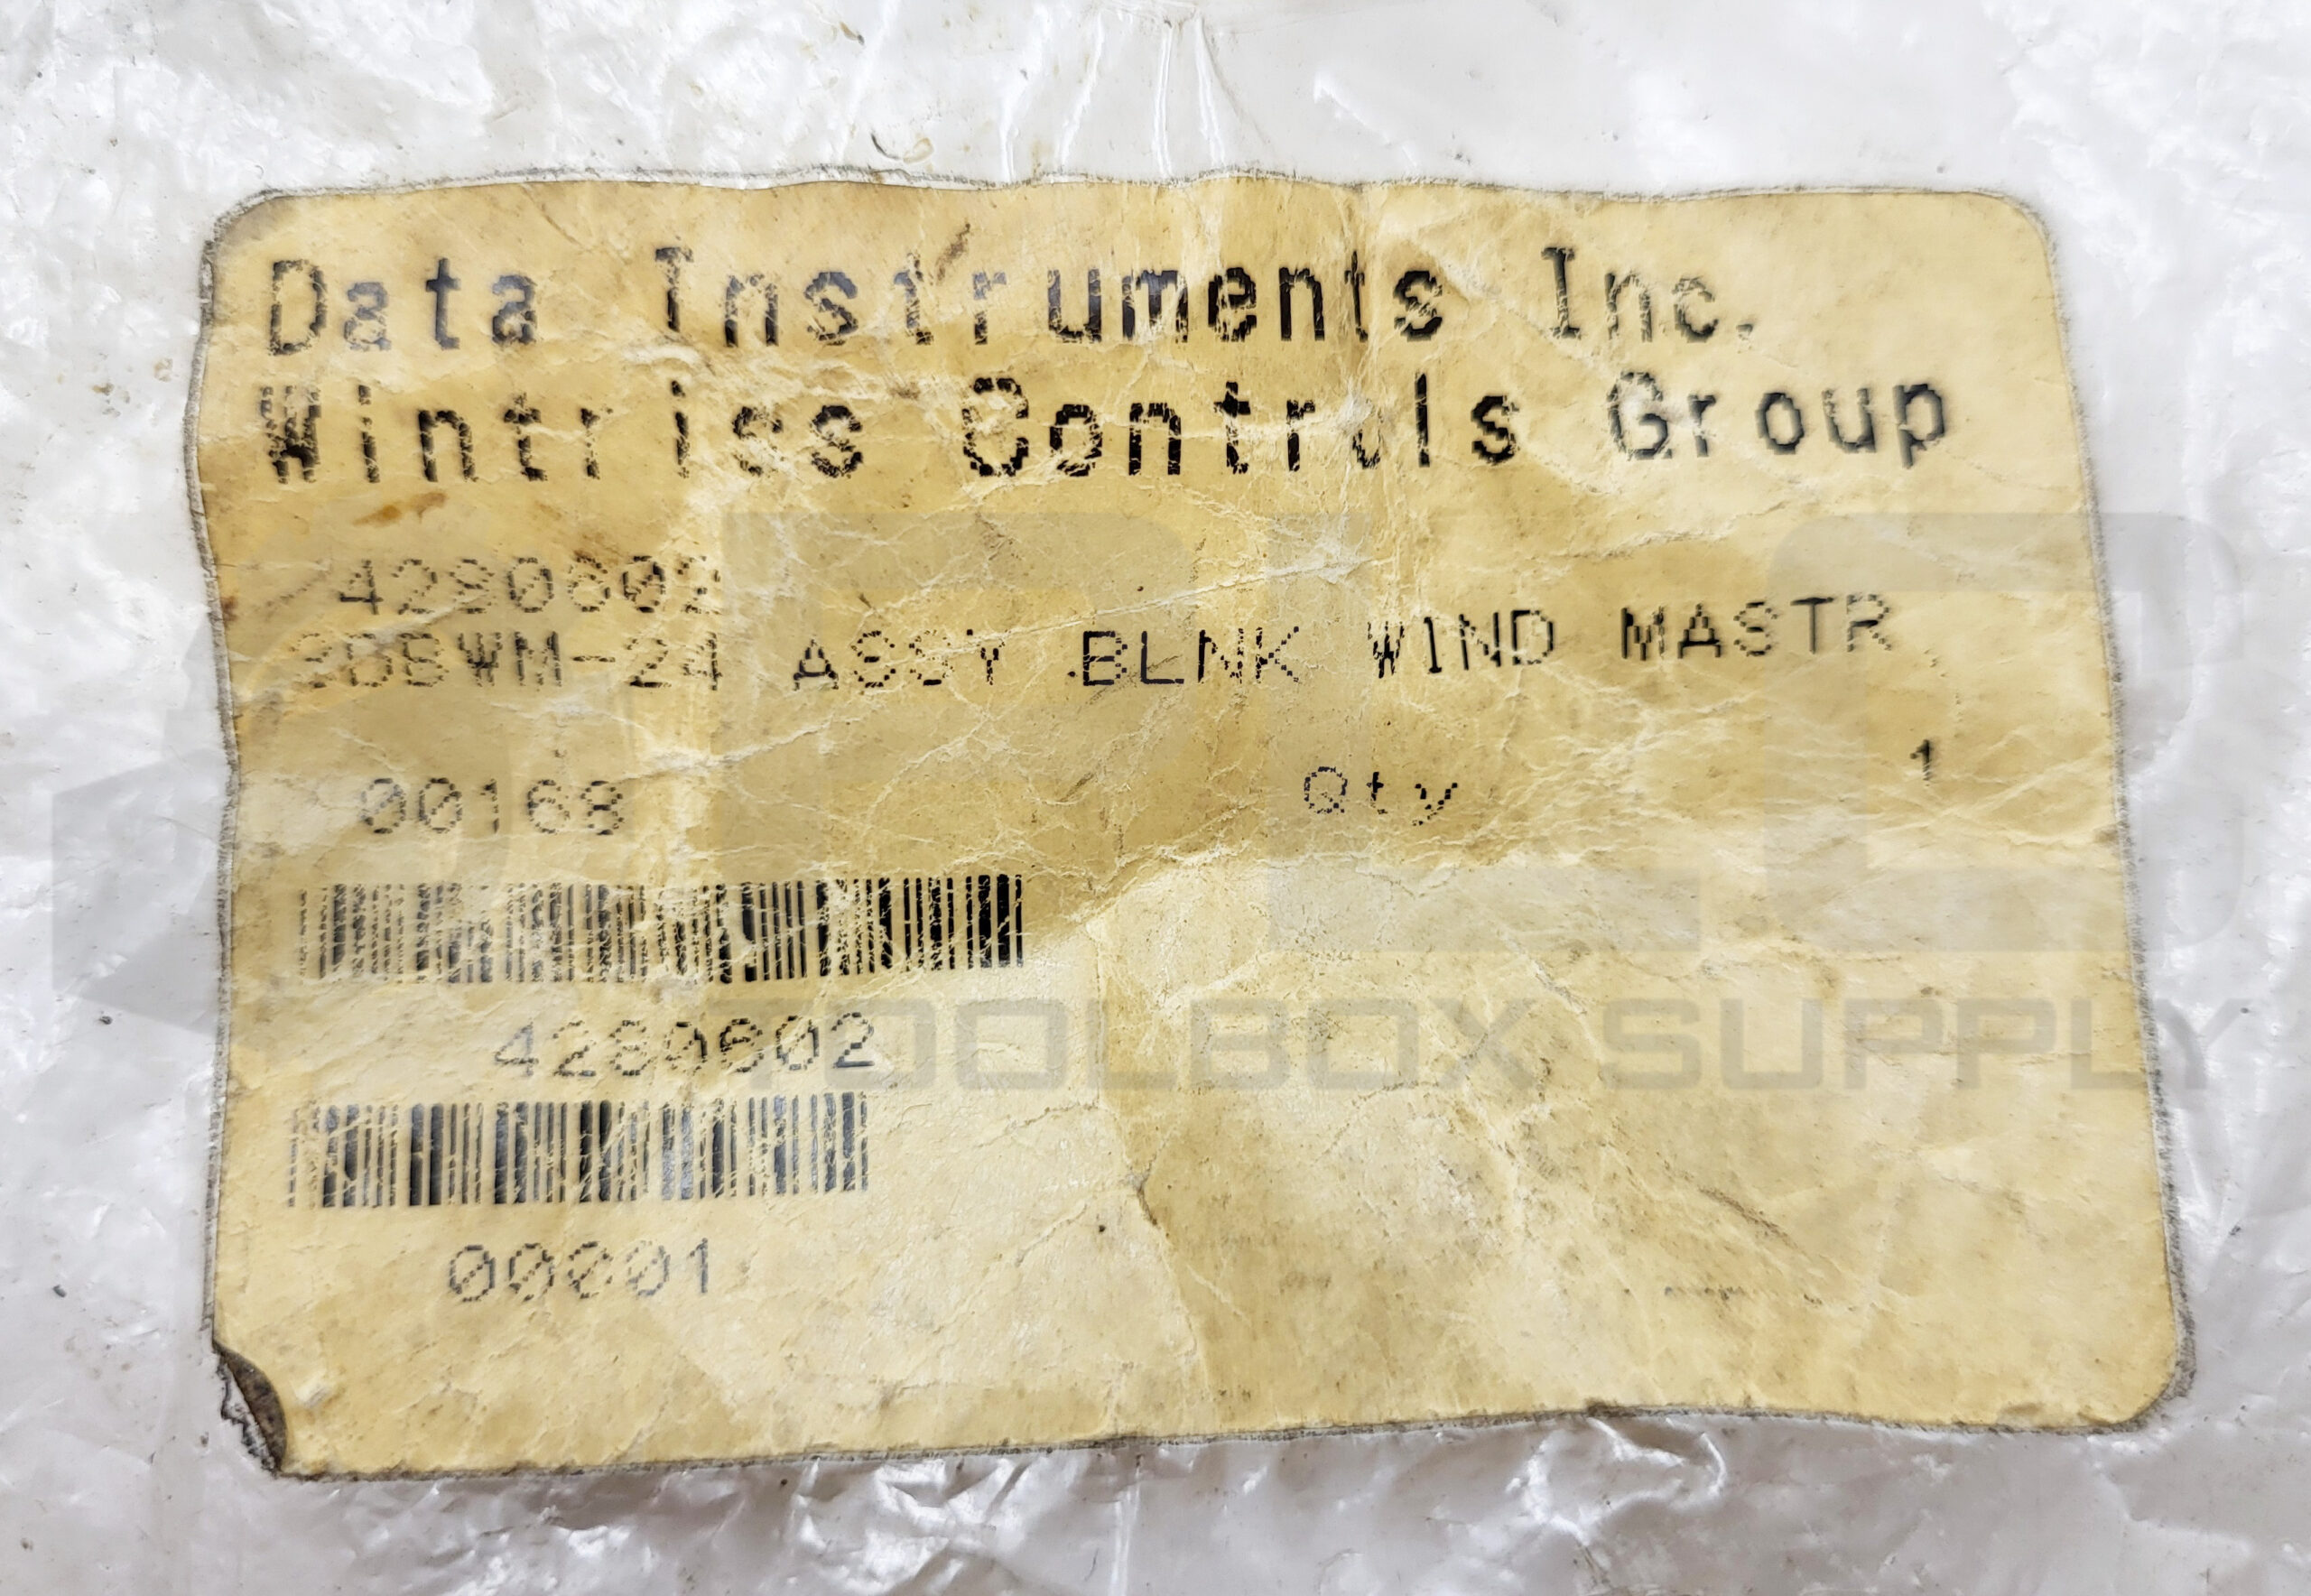 Data Instruments Inc.
Wintriss Controls Group
4280602
SDBWM-24 ASSY BLNK WIND MASTR
00168 Qty 1
4280602
00001
TOOLBOX SUPPLY